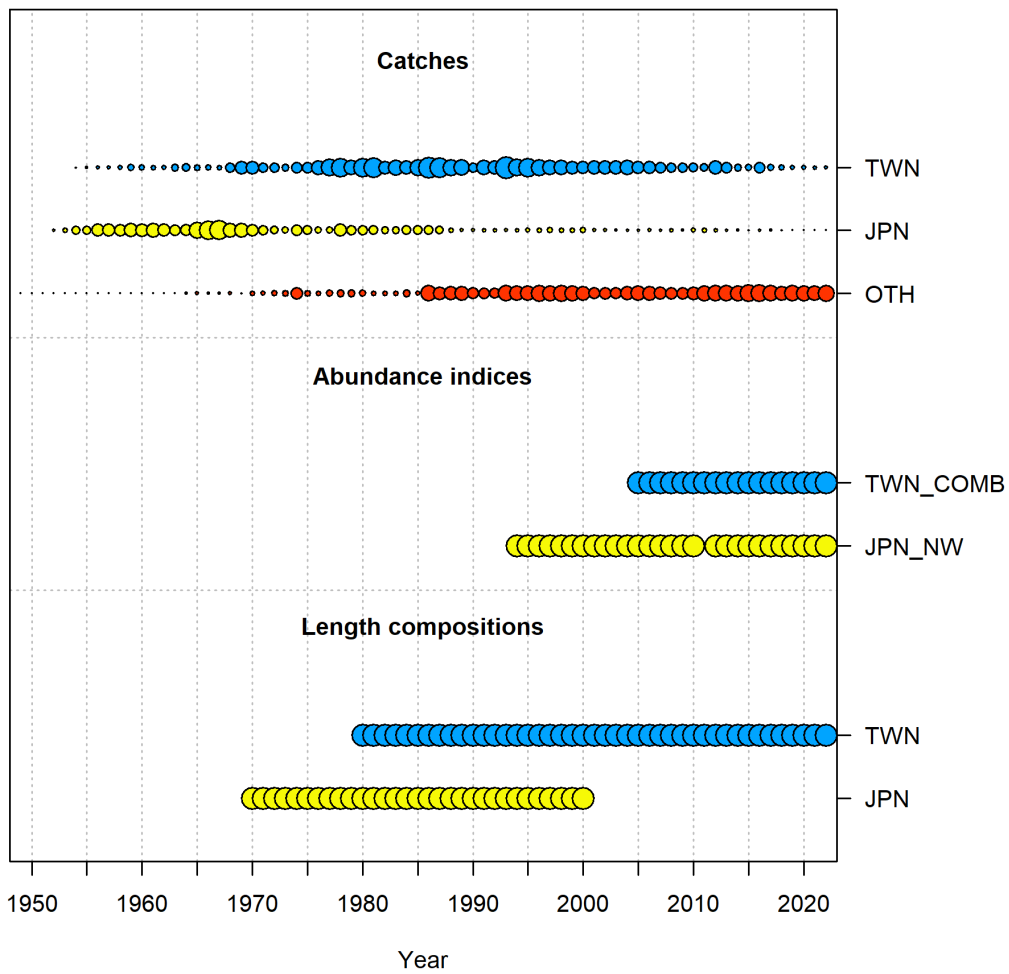 Catches
TWN
JPN
OTH
Abundance indices
TWN_COMB
JPN_NW
Length compositions
TWN
JPN
1950 1960 1970 1980 1990 2000 2010 2020
Year